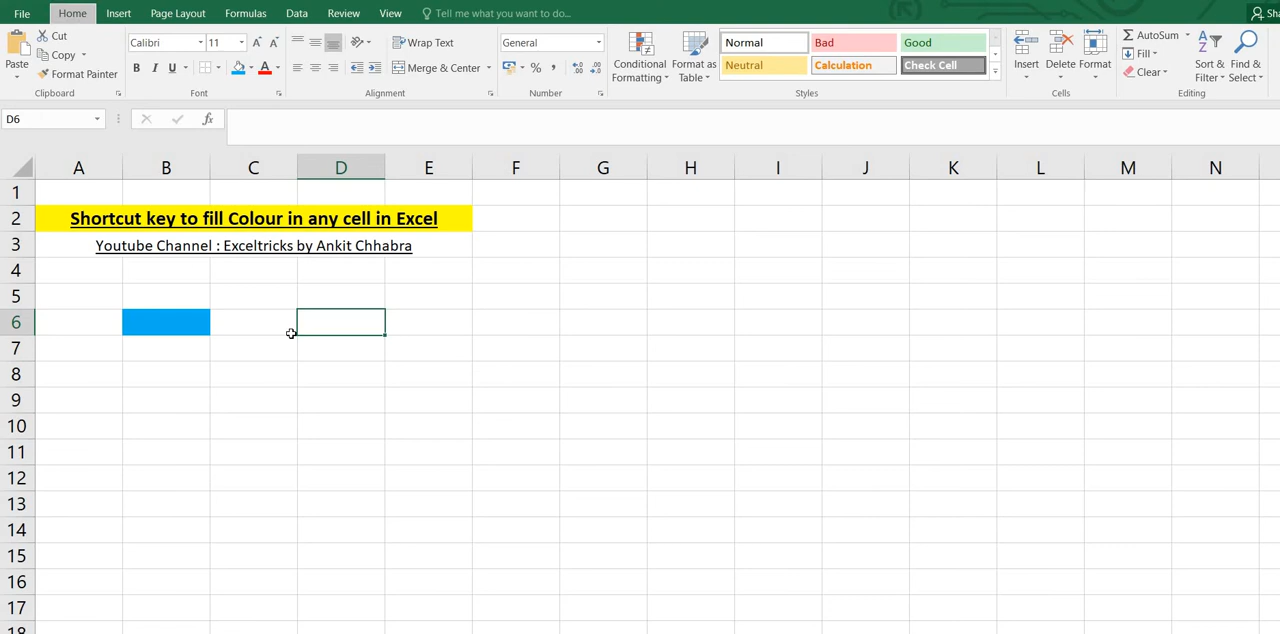 File Home Insert Page Layout Formulas Data Review View Tell me what you want to do...
Cut
Copy
Format Painter
Paste
Clipboard
Calibri 11 A A
B I U A
Font
Wrap Text
Merge & Center
Alignment
General
% ,
Number
Conditional Formatting
Format as Table
Normal Bad Good
Neutral Calculation Check Cell
Styles
Insert Delete Format
Cells
AutoSum
Fill
Clear
Sort & Filter
Find & Select
Editing
D6 fx
A B C D E F G H I J K L M N
1
2 Shortcut key to fill Colour in any cell in Excel
3 Youtube Channel : Exceltricks by Ankit Chhabra
4
5
6
7
8
9
10
11
12
13
14
15
16
17